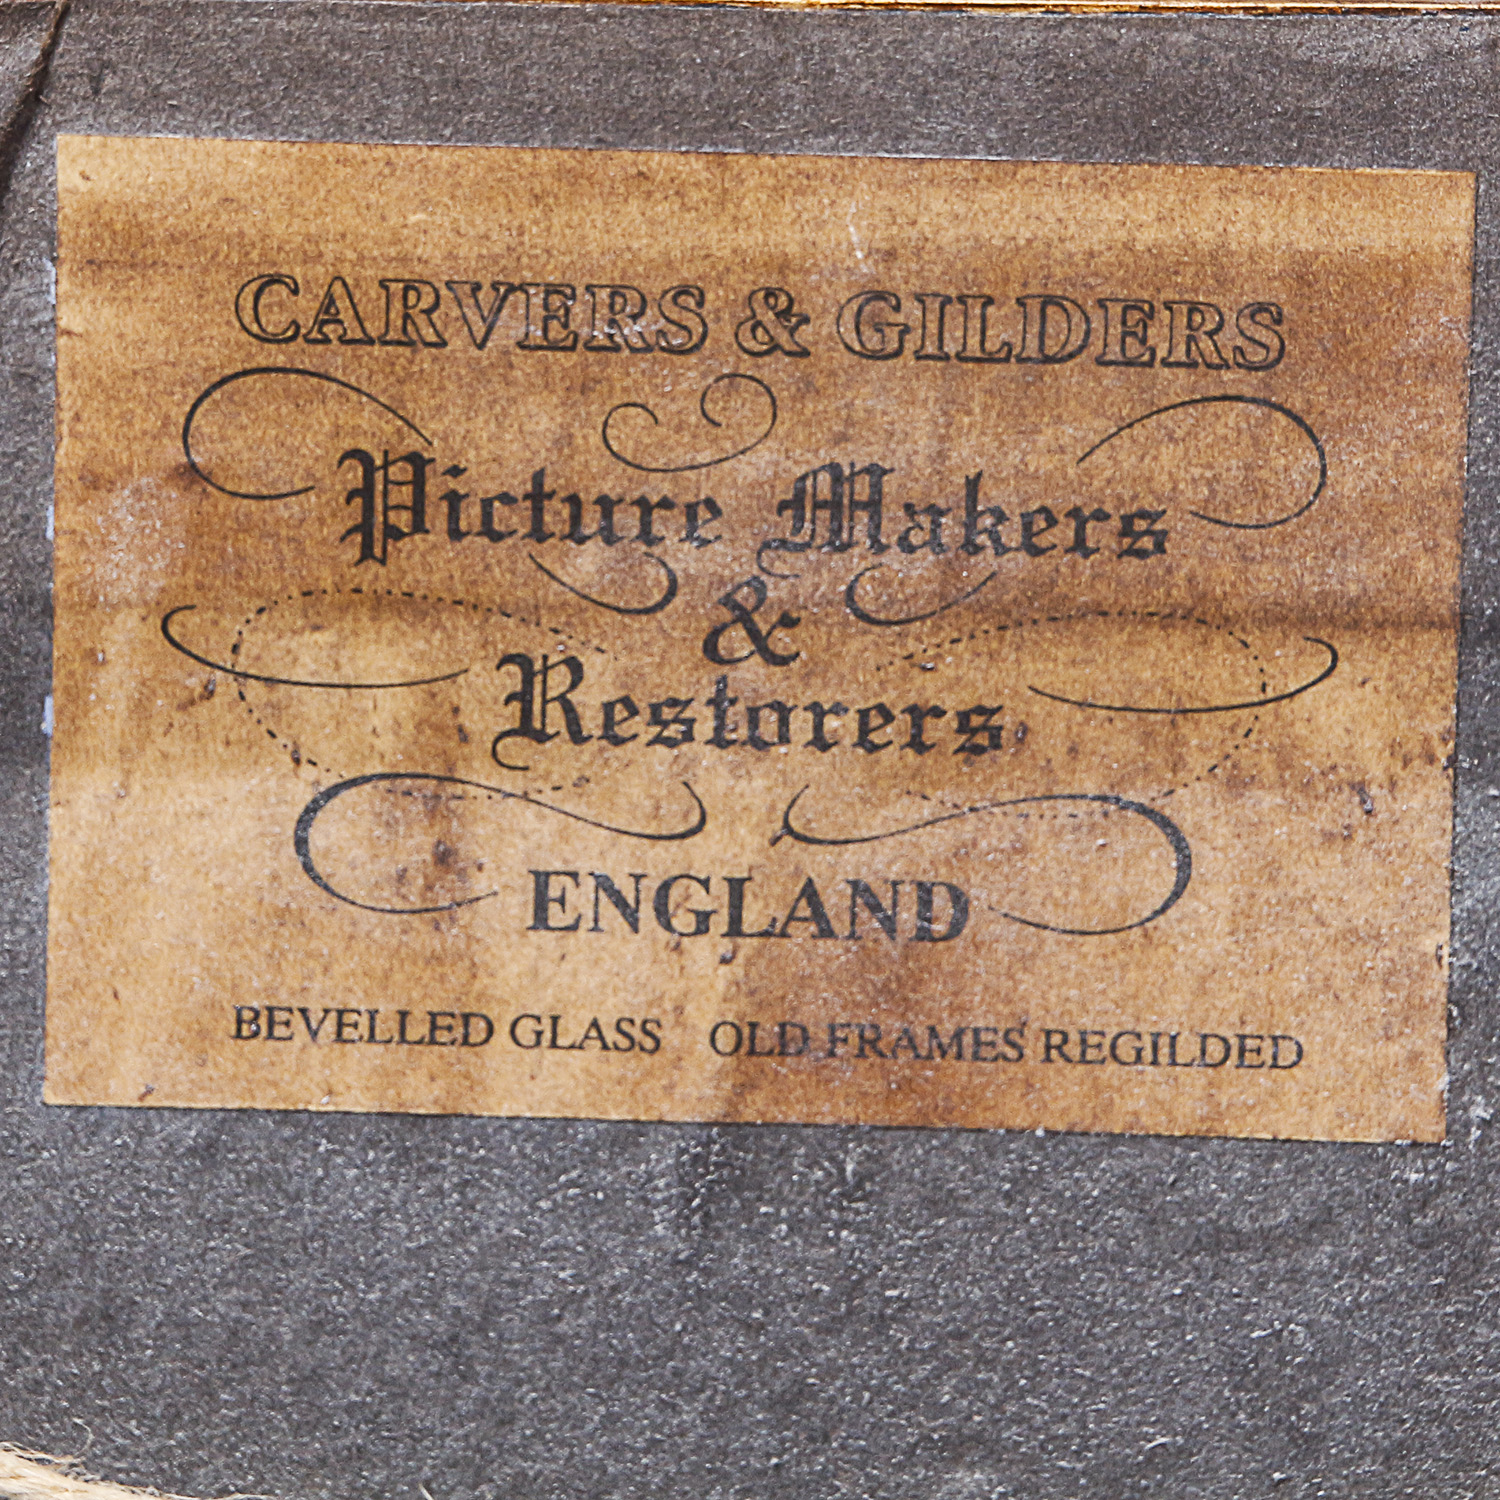 CARVERS & GILDERS
Picture Makers
&
Restorers
ENGLAND
BEVELLED GLASS OLD FRAMES REGILDED